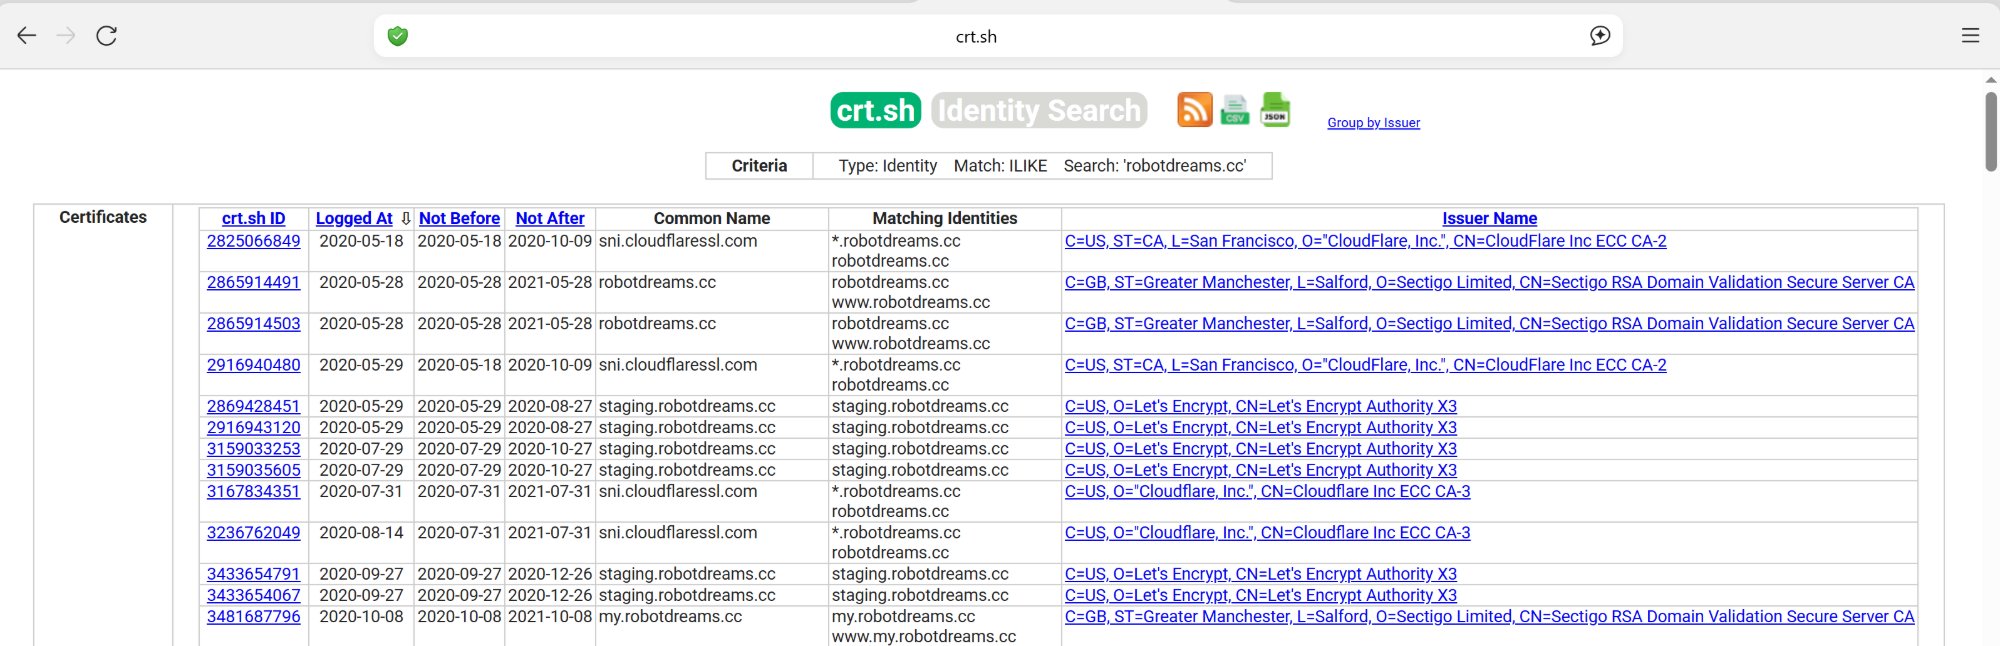 crt.sh
crt.sh Identity Search CSV JSON Group by Issuer
Criteria Type: Identity Match: ILIKE Search: 'robotdreams.cc'
Certificates crt.sh ID Logged At ⇩ Not Before Not After Common Name Matching Identities Issuer Name
2825066849 2020-05-18 2020-05-18 2020-10-09 sni.cloudflaressl.com *.robotdreams.cc C=US, ST=CA, L=San Francisco, O="CloudFlare, Inc.", CN=CloudFlare Inc ECC CA-2
robotdreams.cc
2865914491 2020-05-28 2020-05-28 2021-05-28 robotdreams.cc robotdreams.cc C=GB, ST=Greater Manchester, L=Salford, O=Sectigo Limited, CN=Sectigo RSA Domain Validation Secure Server CA
www.robotdreams.cc
2865914503 2020-05-28 2020-05-28 2021-05-28 robotdreams.cc robotdreams.cc C=GB, ST=Greater Manchester, L=Salford, O=Sectigo Limited, CN=Sectigo RSA Domain Validation Secure Server CA
www.robotdreams.cc
2916940480 2020-05-29 2020-05-18 2020-10-09 sni.cloudflaressl.com *.robotdreams.cc C=US, ST=CA, L=San Francisco, O="CloudFlare, Inc.", CN=CloudFlare Inc ECC CA-2
robotdreams.cc
2869428451 2020-05-29 2020-05-29 2020-08-27 staging.robotdreams.cc staging.robotdreams.cc C=US, O=Let's Encrypt, CN=Let's Encrypt Authority X3
2916943120 2020-05-29 2020-05-29 2020-08-27 staging.robotdreams.cc staging.robotdreams.cc C=US, O=Let's Encrypt, CN=Let's Encrypt Authority X3
3159033253 2020-07-29 2020-07-29 2020-10-27 staging.robotdreams.cc staging.robotdreams.cc C=US, O=Let's Encrypt, CN=Let's Encrypt Authority X3
3159035605 2020-07-29 2020-07-29 2020-10-27 staging.robotdreams.cc staging.robotdreams.cc C=US, O=Let's Encrypt, CN=Let's Encrypt Authority X3
3167834351 2020-07-31 2020-07-31 2021-07-31 sni.cloudflaressl.com *.robotdreams.cc C=US, O="Cloudflare, Inc.", CN=Cloudflare Inc ECC CA-3
robotdreams.cc
3236762049 2020-08-14 2020-07-31 2021-07-31 sni.cloudflaressl.com *.robotdreams.cc C=US, O="Cloudflare, Inc.", CN=Cloudflare Inc ECC CA-3
robotdreams.cc
3433654791 2020-09-27 2020-09-27 2020-12-26 staging.robotdreams.cc staging.robotdreams.cc C=US, O=Let's Encrypt, CN=Let's Encrypt Authority X3
3433654067 2020-09-27 2020-09-27 2020-12-26 staging.robotdreams.cc staging.robotdreams.cc C=US, O=Let's Encrypt, CN=Let's Encrypt Authority X3
3481687796 2020-10-08 2020-10-08 2021-10-08 my.robotdreams.cc my.robotdreams.cc C=GB, ST=Greater Manchester, L=Salford, O=Sectigo Limited, CN=Sectigo RSA Domain Validation Secure Server CA
www.my.robotdreams.cc